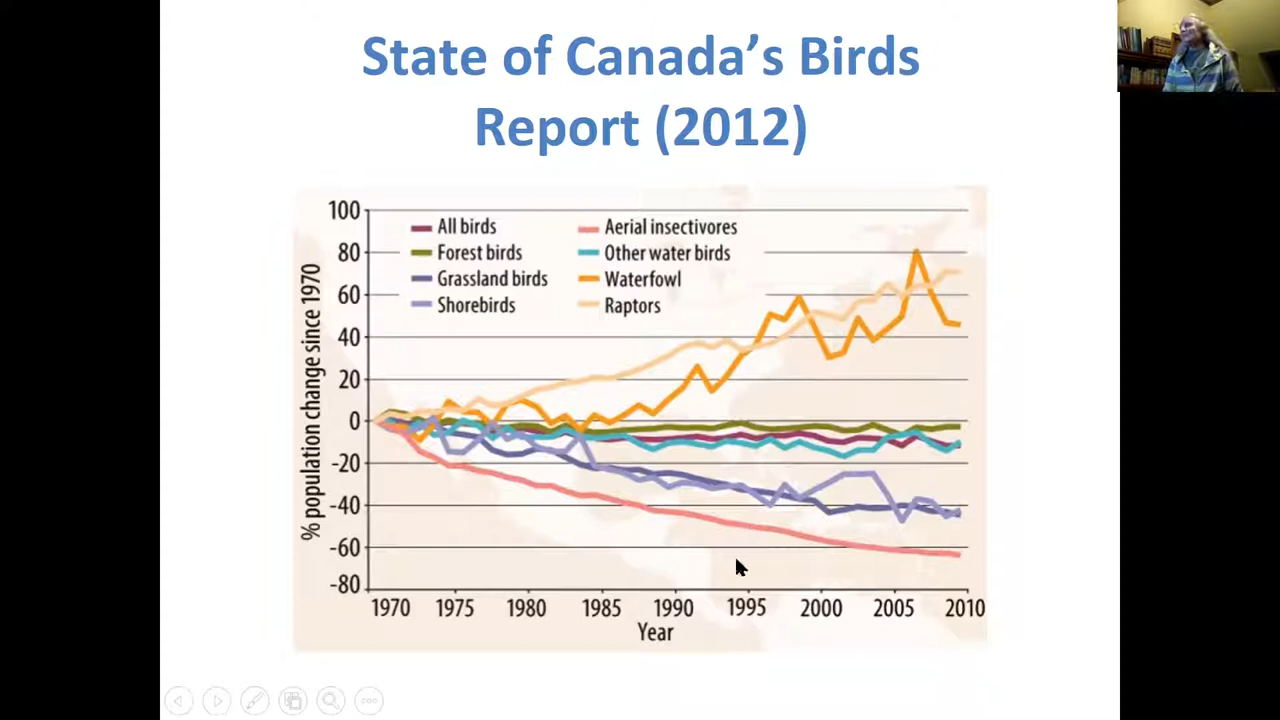 State of Canada's Birds
Report (2012)
100
80
60
40
20
0
-20
-40
-60
-80
% population change since 1970
All birds
Forest birds
Grassland birds
Shorebirds
Aerial insectivores
Other water birds
Waterfowl
Raptors
1970 1975 1980 1985 1990 1995 2000 2005 2010
Year